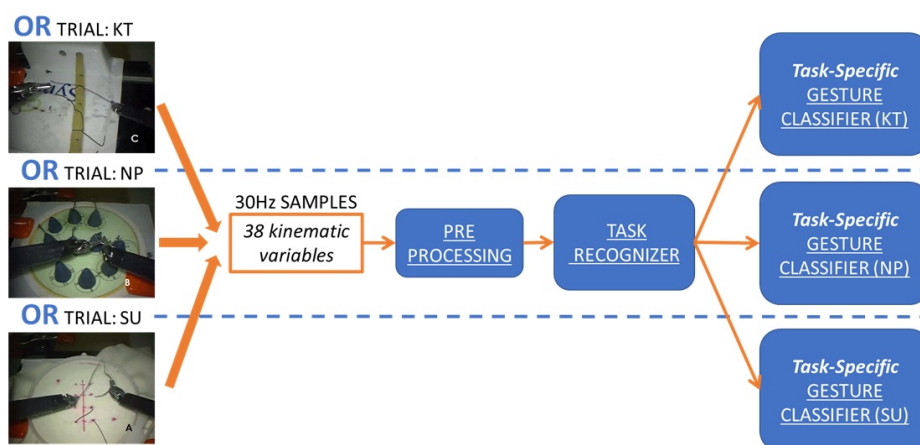 OR TRIAL: KT
C
OR TRIAL: NP
B
OR TRIAL: SU
A
30HZ SAMPLES
38 kinematic
variables
PRE
PROCESSING
TASK
RECOGNIZER
Task-Specific
GESTURE
CLASSIFIER (KT)
Task-Specific
GESTURE
CLASSIFIER (NP)
Task-Specific
GESTURE
CLASSIFIER (SU)